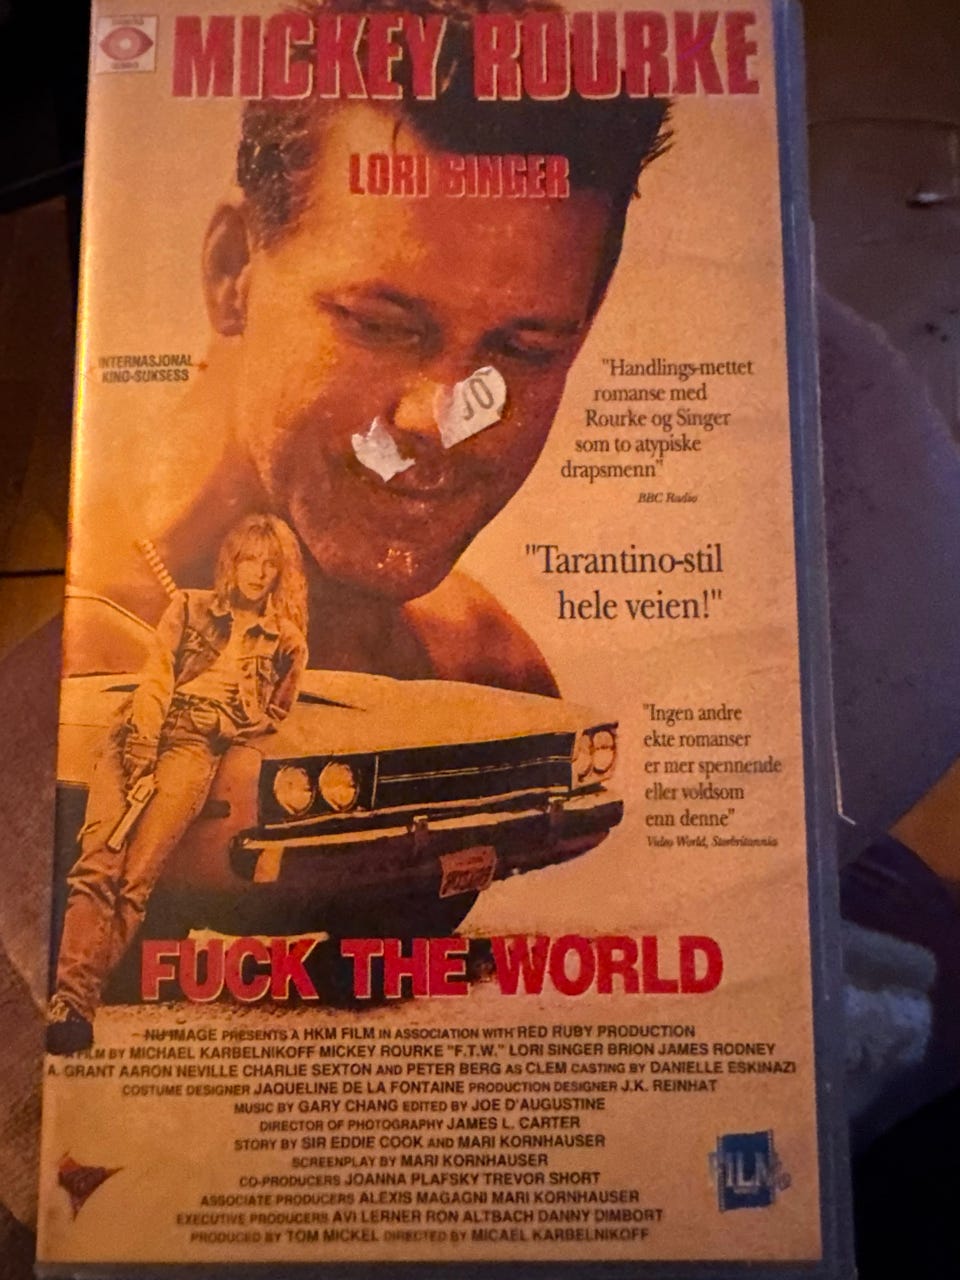 MICKEY ROURKE
LORI SINGER
INTERNASJONAL
KINO-SUKSESS
"Handlings-mettet
romanse med
Rourke og Singer
som to atypiske
drapsmenn"
BBC Radio
JO
"Tarantino-stil
hele veien!"
"Ingen andre
ekte romanser
er mer spennende
eller voldsom
enn denne"
Video World, Storbritannia
FUCK THE WORLD
NU IMAGE PRESENTS A HKM FILM IN ASSOCIATION WITH RED RUBY PRODUCTION
A FILM BY MICHAEL KARBELNIKOFF MICKEY ROURKE "F.T.W." LORI SINGER BRION JAMES RODNEY
A. GRANT AARON NEVILLE CHARLIE SEXTON AND PETER BERG AS CLEM CASTING BY DANIELLE ESKINAZI
COSTUME DESIGNER JAQUELINE DE LA FONTAINE PRODUCTION DESIGNER J.K. REINHAT
MUSIC BY GARY CHANG EDITED BY JOE D'AUGUSTINE
DIRECTOR OF PHOTOGRAPHY JAMES L. CARTER
STORY BY SIR EDDIE COOK AND MARI KORNHAUSER
SCREENPLAY BY MARI KORNHAUSER
CO-PRODUCERS JOANNA PLAFSKY TREVOR SHORT
ASSOCIATE PRODUCERS ALEXIS MAGAGNI MARI KORNHAUSER
EXECUTIVE PRODUCERS AVI LERNER RON ALTBACH DANNY DIMBORT
PRODUCED BY TOM MICKEL DIRECTED BY MICAEL KARBELNIKOFF
FILM